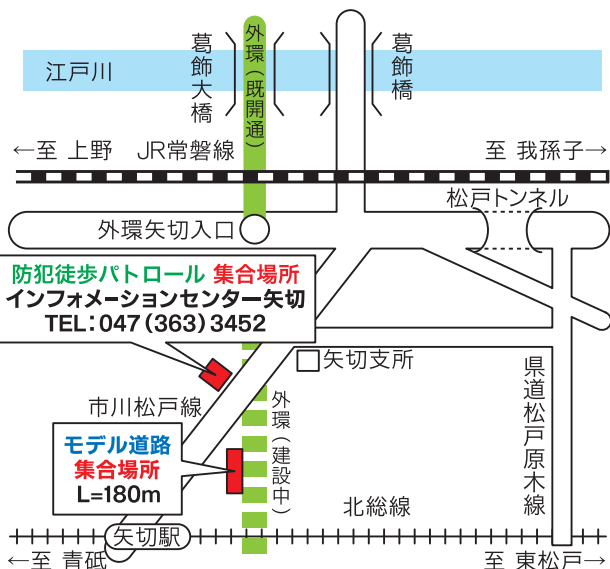 葛飾大橋
外環（既開通）
葛飾橋
江戸川
←至 上野 JR常磐線
至 我孫子→
松戸トンネル
外環矢切入口
防犯徒歩パトロール 集合場所
インフォメーションセンター矢切
TEL：047（363）3452
矢切支所
県道松戸原木線
市川松戸線
外環（建設中）
モデル道路
集合場所
L=180m
北総線
矢切駅
←至 青砥
至 東松戸→